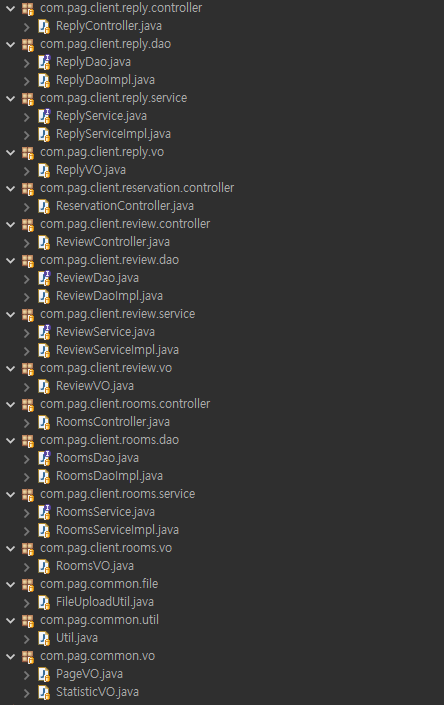 com.pag.client.reply.controller
ReplyController.java
com.pag.client.reply.dao
ReplyDao.java
ReplyDaoImpl.java
com.pag.client.reply.service
ReplyService.java
ReplyServiceImpl.java
com.pag.client.reply.vo
ReplyVO.java
com.pag.client.reservation.controller
ReservationController.java
com.pag.client.review.controller
ReviewController.java
com.pag.client.review.dao
ReviewDao.java
ReviewDaoImpl.java
com.pag.client.review.service
ReviewService.java
ReviewServiceImpl.java
com.pag.client.review.vo
ReviewVO.java
com.pag.client.rooms.controller
RoomsController.java
com.pag.client.rooms.dao
RoomsDao.java
RoomsDaoImpl.java
com.pag.client.rooms.service
RoomsService.java
RoomsServiceImpl.java
com.pag.client.rooms.vo
RoomsVO.java
com.pag.common.file
FileUploadUtil.java
com.pag.common.util
Util.java
com.pag.common.vo
PageVO.java
StatisticVO.java